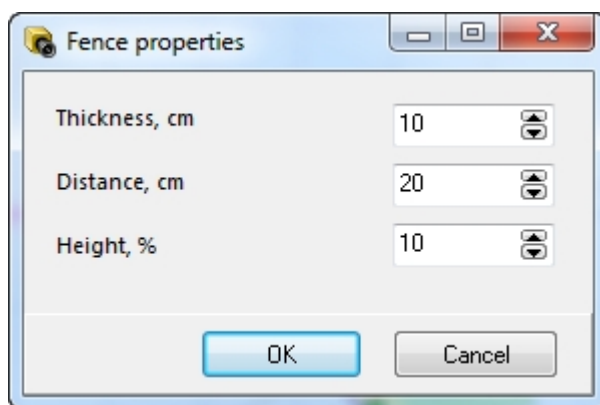 Fence properties
Thickness, cm 10
Distance, cm 20
Height, % 10
OK Cancel